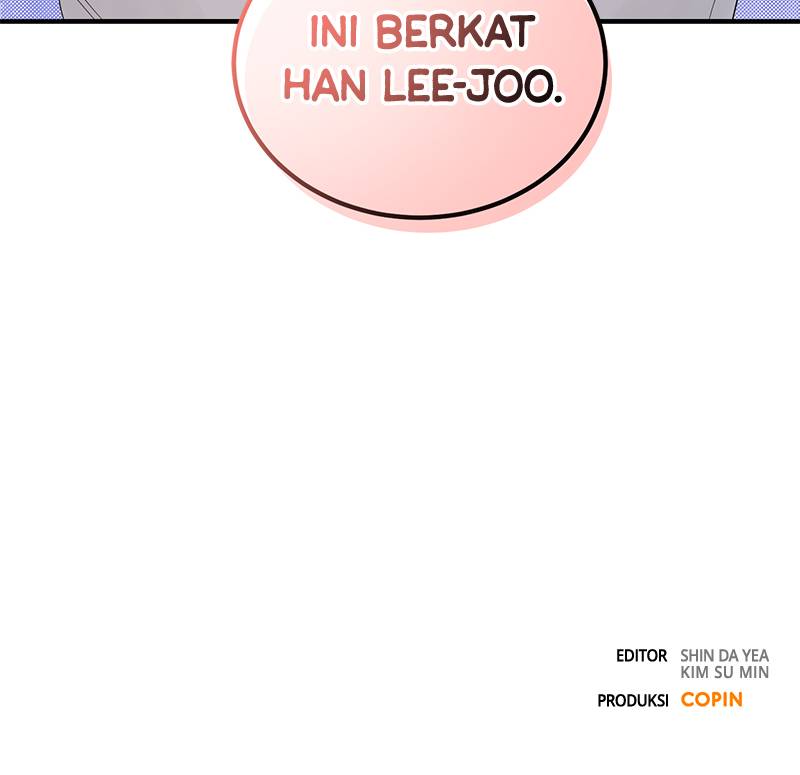 INI BERKAT
HAN LEE-JOO.
EDITOR SHIN DA YEA
KIM SU MIN
PRODUKSI COPIN